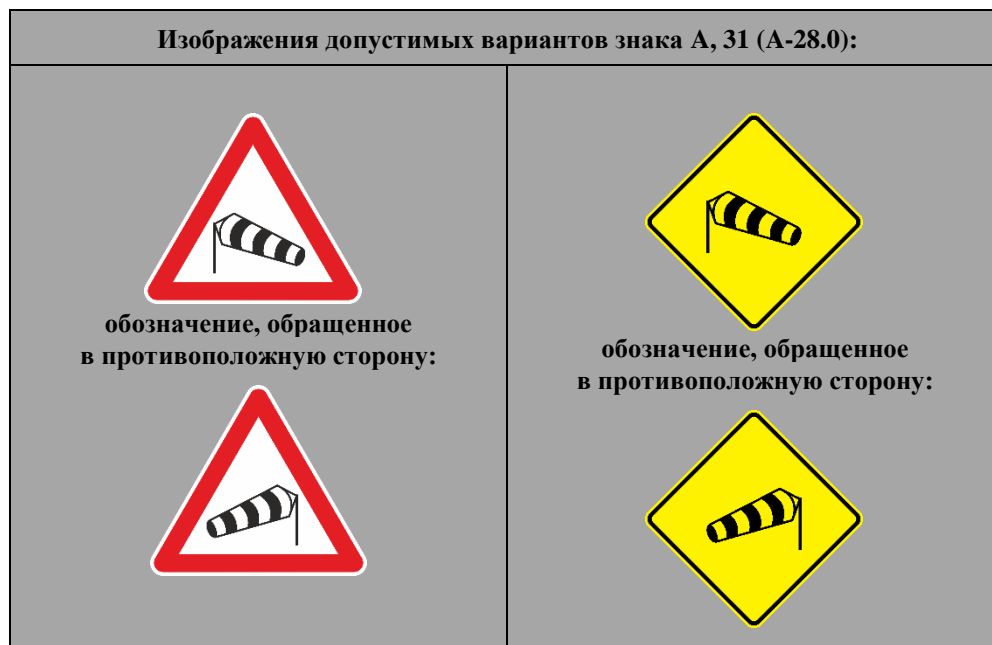 Изображения допустимых вариантов знака A, 31 (A-28.0):
обозначение, обращенное
в противоположную сторону:
обозначение, обращенное
в противоположную сторону: